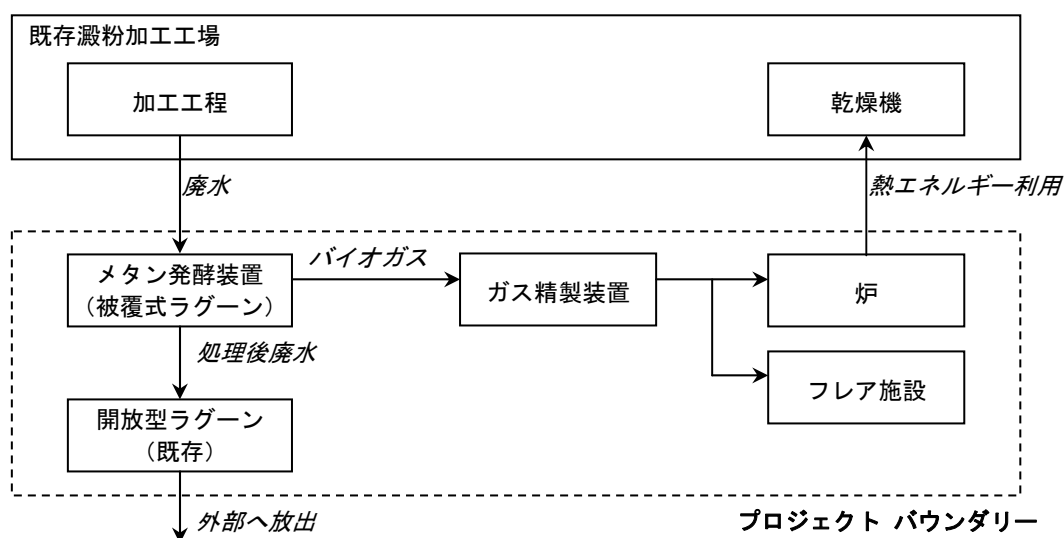 既存澱粉加工工場
加工工程
乾燥機
廃水
熱エネルギー利用
メタン発酵装置
（被覆式ラグーン）
バイオガス
ガス精製装置
炉
処理後廃水
フレア施設
開放型ラグーン
（既存）
外部へ放出
プロジェクト バウンダリー